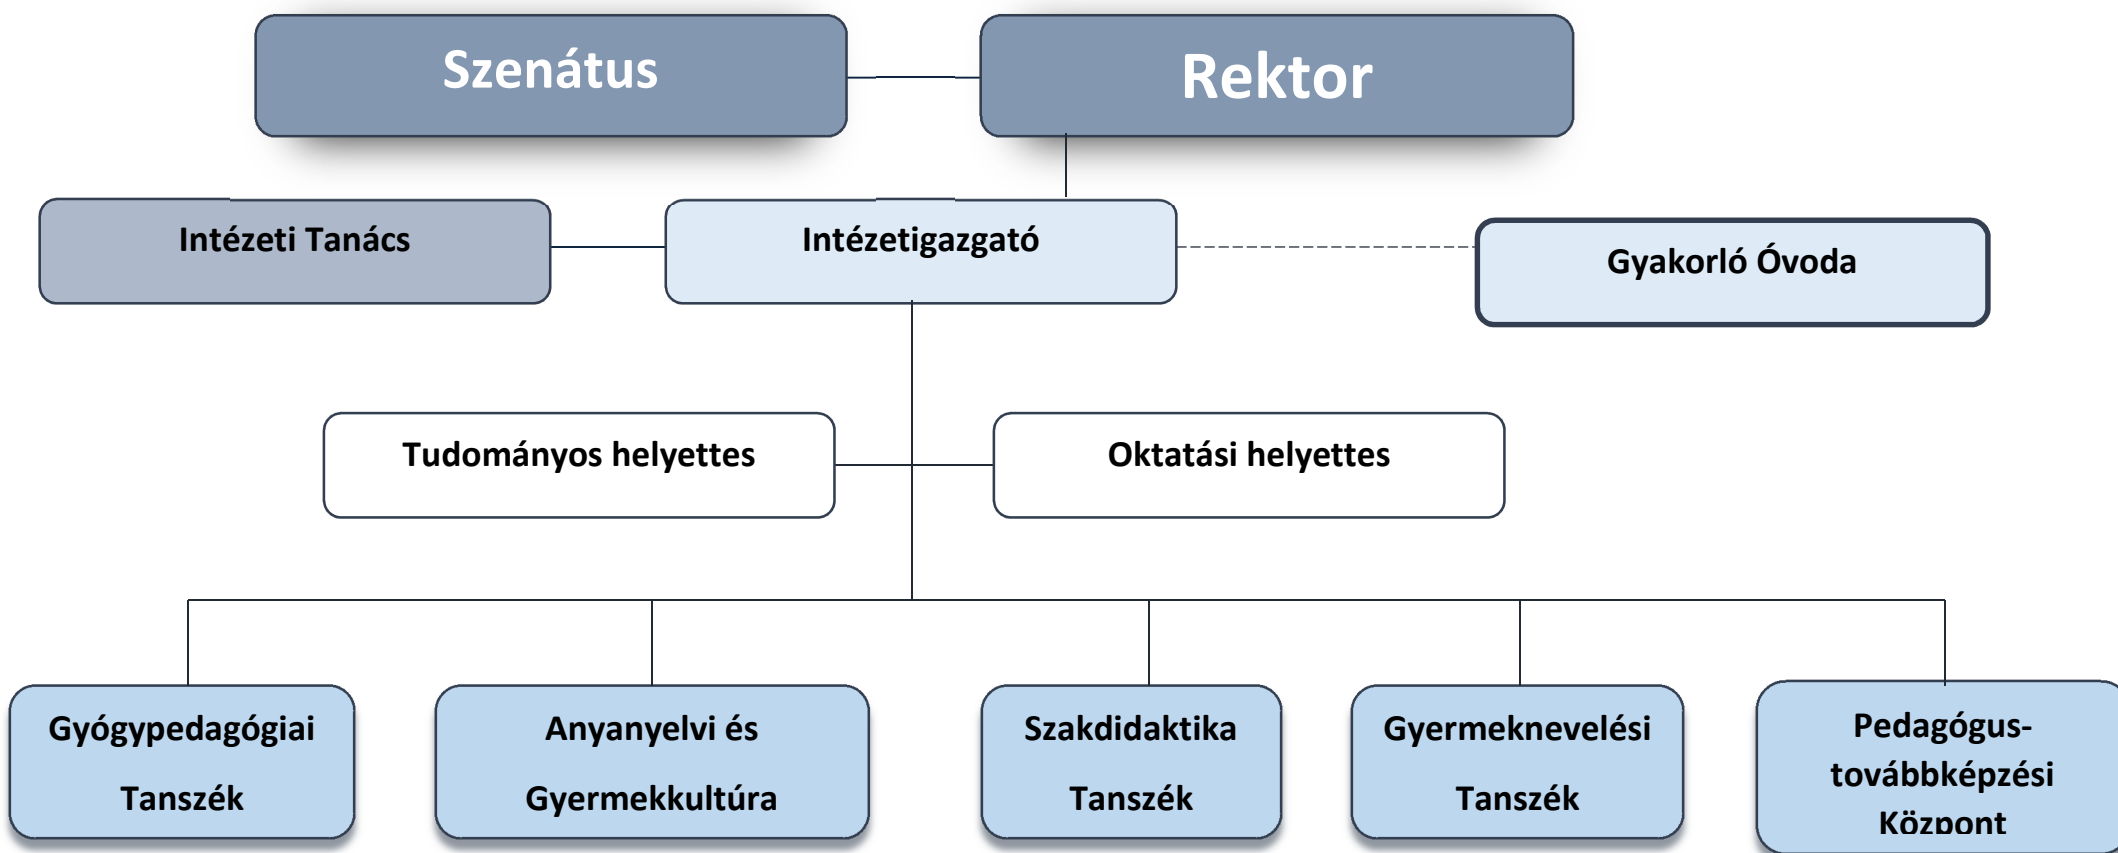 Szenátus
Rektor
Intézeti Tanács
Intézetigazgató
Gyakorló Óvoda
Tudományos helyettes
Oktatási helyettes
Gyógypedagógiai
Tanszék
Anyanyelvi és
Gyermekkultúra
Szakdidaktika
Tanszék
Gyermeknevelési
Tanszék
Pedagógus-
továbbképzési
Központ